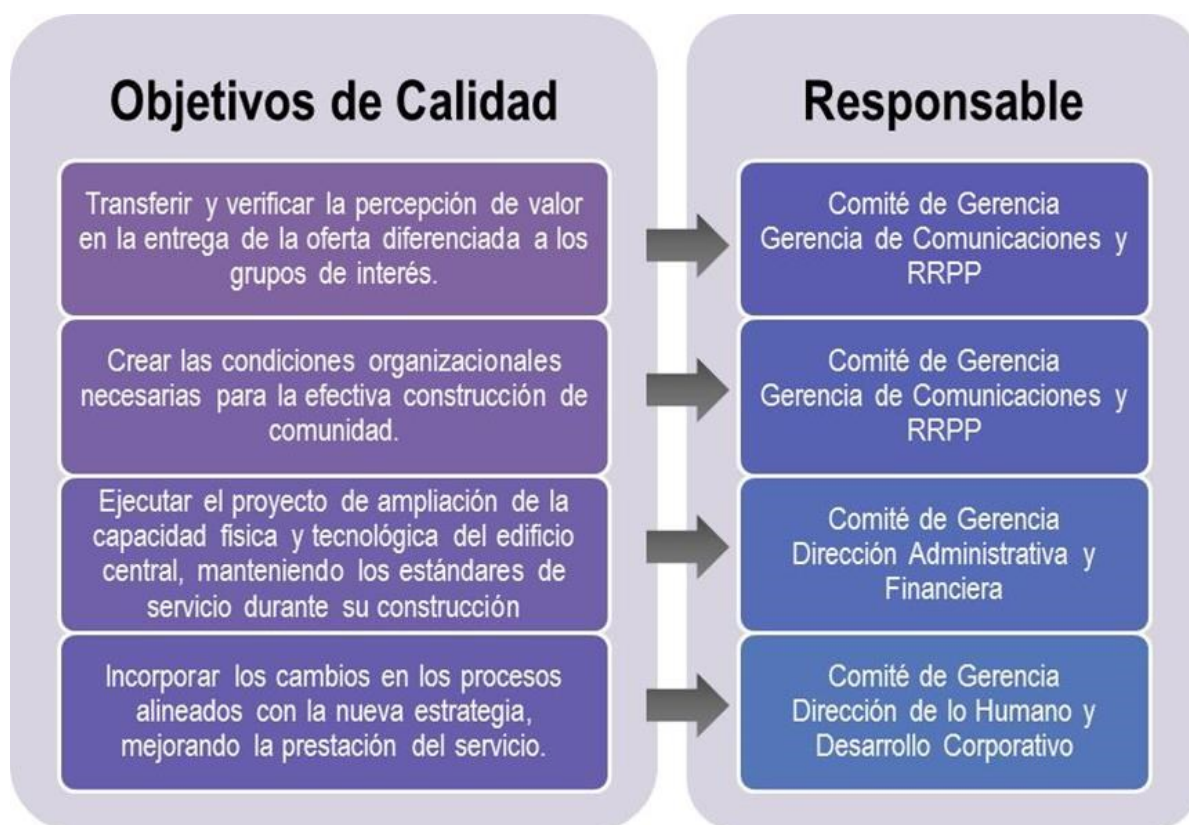 Objetivos de Calidad
Transferir y verificar la percepción de valor
en la entrega de la oferta diferenciada a los
grupos de interés.
Crear las condiciones organizacionales
necesarias para la efectiva construcción de
comunidad.
Ejecutar el proyecto de ampliación de la
capacidad física y tecnológica del edificio
central, manteniendo los estándares de
servicio durante su construcción
Incorporar los cambios en los procesos
alineados con la nueva estrategia,
mejorando la prestación del servicio.
Responsable
Comité de Gerencia
Gerencia de Comunicaciones y
RRPP
Comité de Gerencia
Gerencia de Comunicaciones y
RRPP
Comité de Gerencia
Dirección Administrativa y
Financiera
Comité de Gerencia
Dirección de lo Humano y
Desarrollo Corporativo